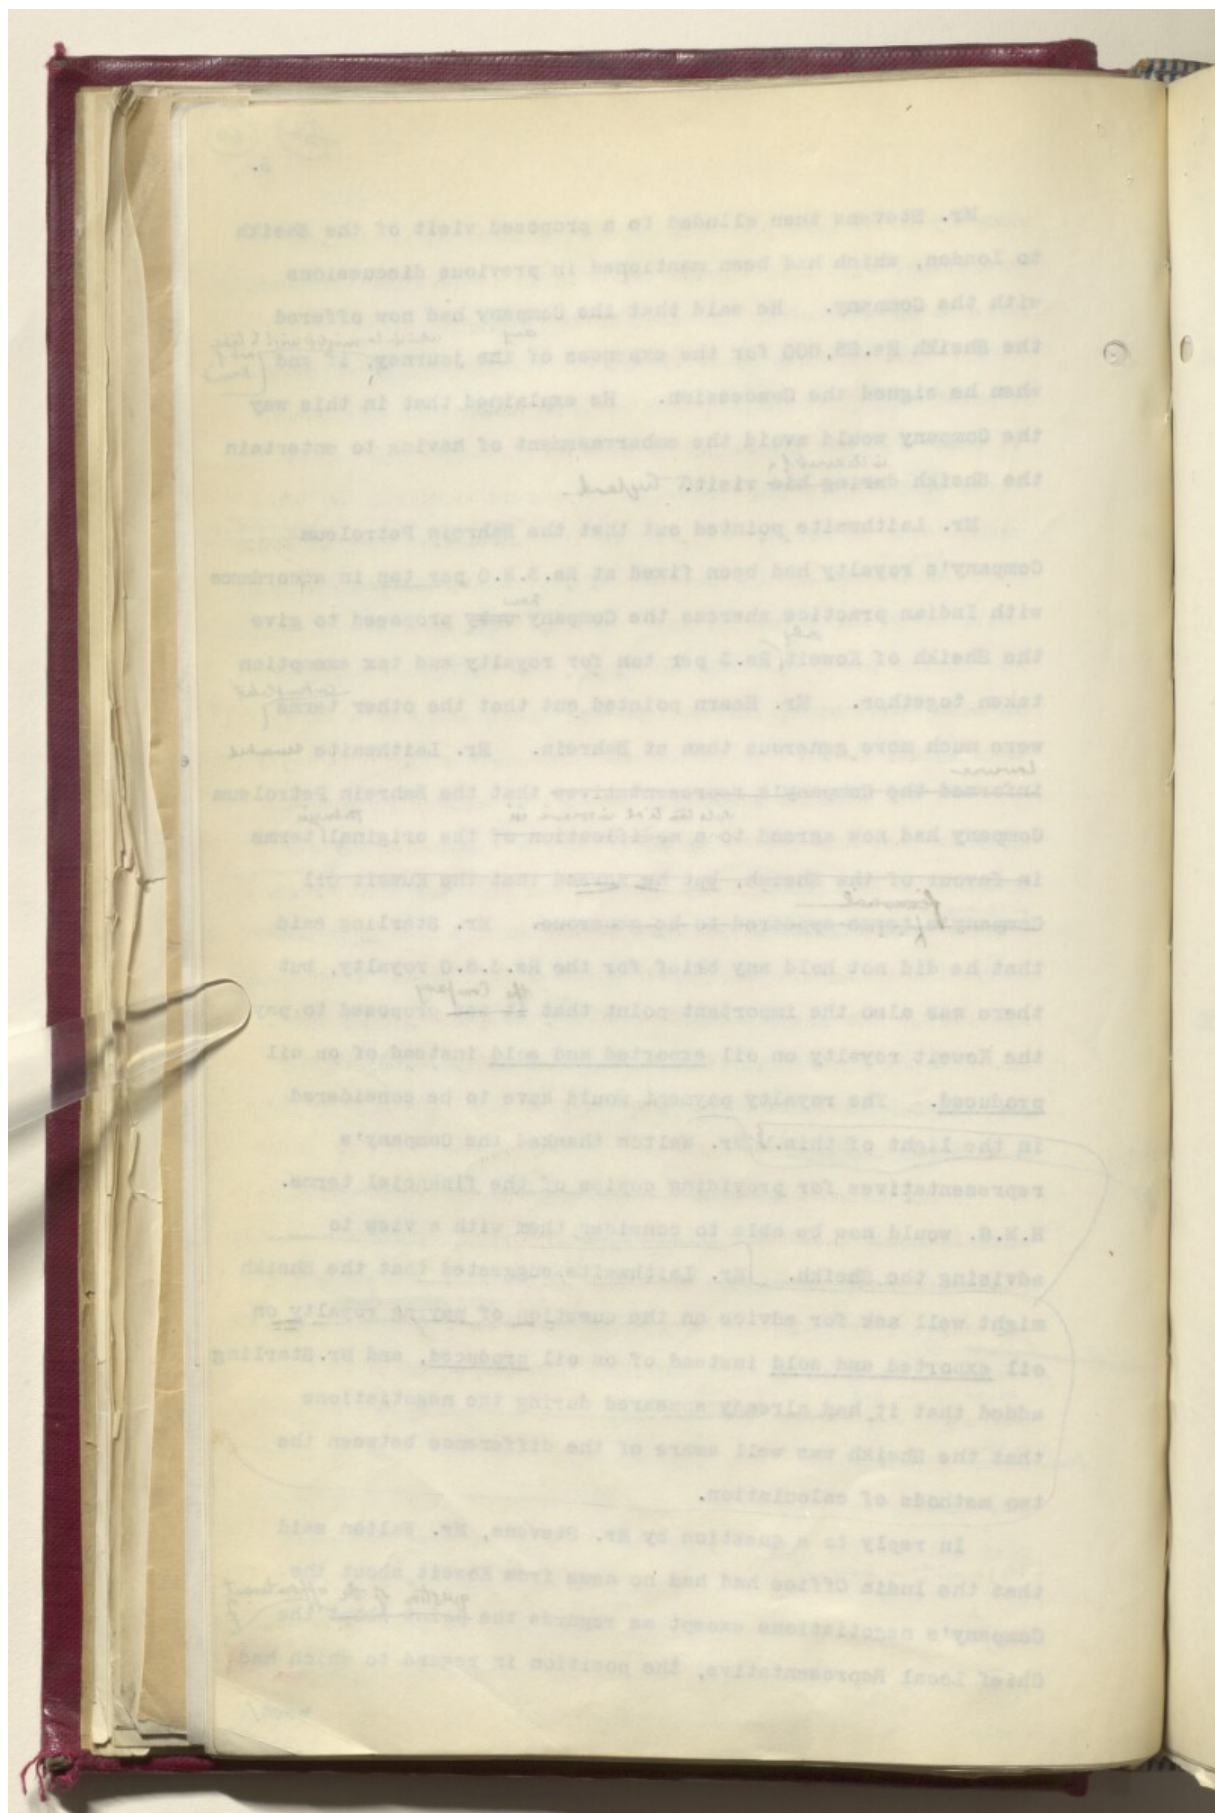 Mr. Stevens then alluded to a proposed visit of the Sheikh
to London, which had been mentioned in previous discussions
with the Company. He said that the Company had now offered
any
the Sheikh Rs.25,000 for the expenses of the journey, if and
when he signed the Concession. He explained that in this way
the Company would avoid the embarrassment of having to entertain
the Sheikh during his visit. England
Mr. Laithwaite pointed out that the Bahrein Petroleum
Company's royalty had been fixed at Rs.3.8.0 per ton in accordance
now
with Indian practice whereas the Company only proposed to give
only
the Sheikh of Koweit Rs.3 per ton for royalty and tax exemption
taken together. Mr. Hearn pointed out that the other terms
were much more generous than at Bahrein. Mr. Laithwaite
however
informed the Company's representatives that the Bahrein Petroleum
Company had now agreed to a modification of the original terms
in favour of the Sheikh, but he agreed that the Kuwait Oil
financial
Company's terms appeared to be generous. Mr. Starling said
that he did not hold any brief for the Rs.3.8.0 royalty, but
the Company
there was also the important point that it was proposed to pay
the Koweit royalty on oil exported and sold instead of on oil
produced. The royalty payment would have to be considered
in the light of this. Mr. Walton thanked the Company's
representatives for providing copies of the financial terms.
H.M.G. would now be able to consider them with a view to
advising the Sheikh. Mr. Laithwaite suggested that the Sheikh
might well ask for advice on the question of paying royalty on
oil exported and sold instead of on oil produced, and Mr. Starling
added that it had already appeared during the negotiations
that the Sheikh was well aware of the difference between the
two methods of calculation.
In reply to a question by Mr. Stevens, Mr. Walton said
that the India Office had had no news from Koweit about the
question of the appointment
Company's negotiations except as regards the point about the
Chief Local Representative, the position in regard to which had